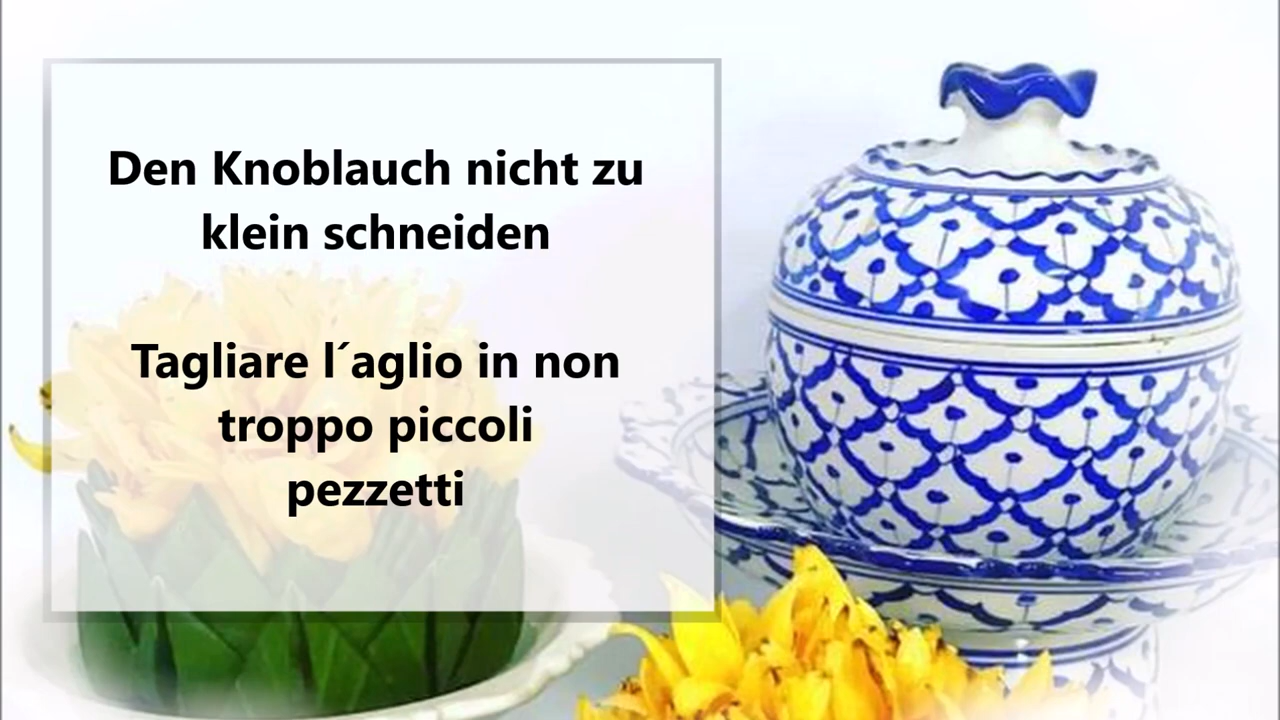 Den Knoblauch nicht zu
klein schneiden
Tagliare l´aglio in non
troppo piccoli
pezzetti